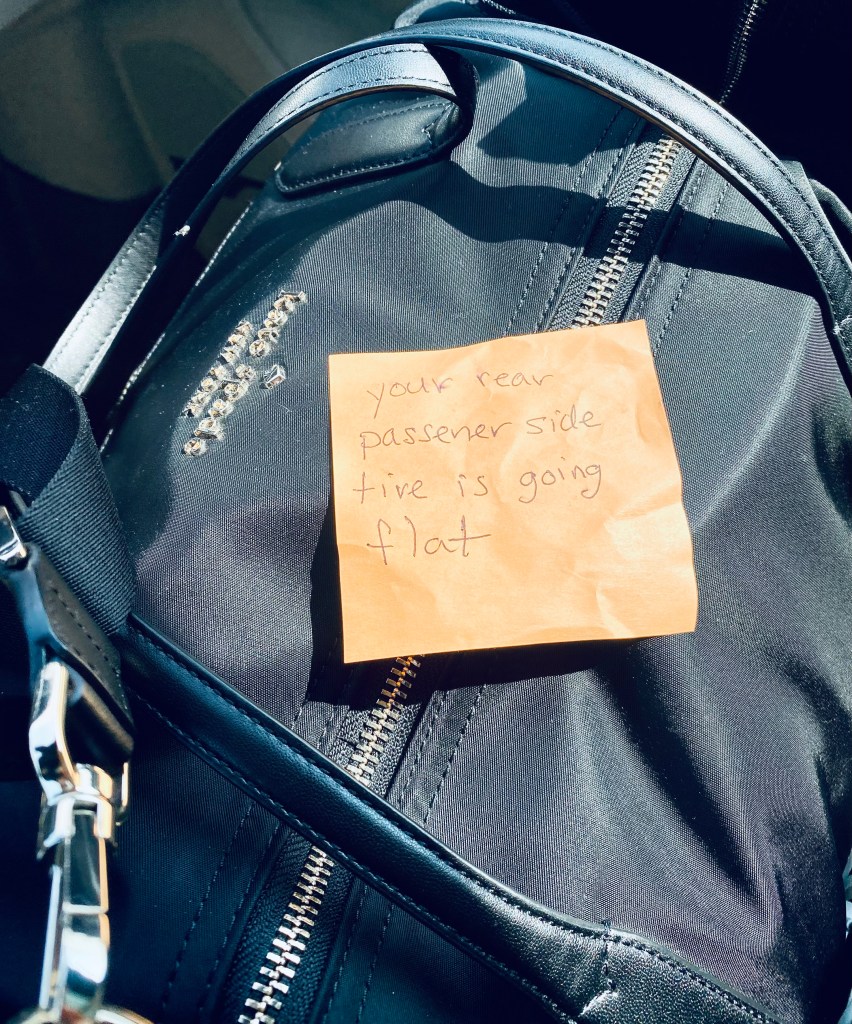 your rear
passener side
tire is going
flat